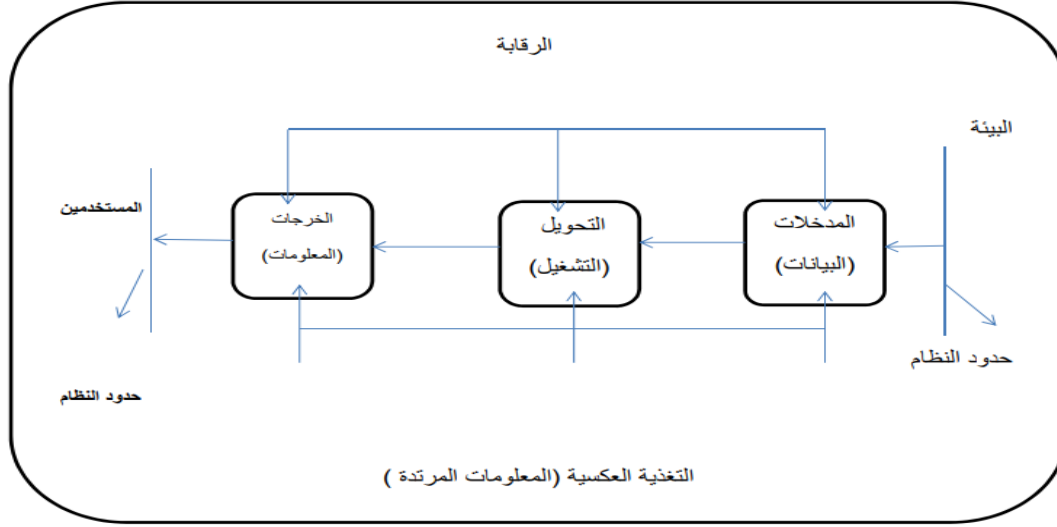 الرقابة
البيئة
المدخلات
(البيانات)
التحويل
(التشغيل)
الخرجات
(المعلومات)
المستخدمين
حدود النظام
حدود النظام
التغذية العكسية (المعلومات المرتدة )